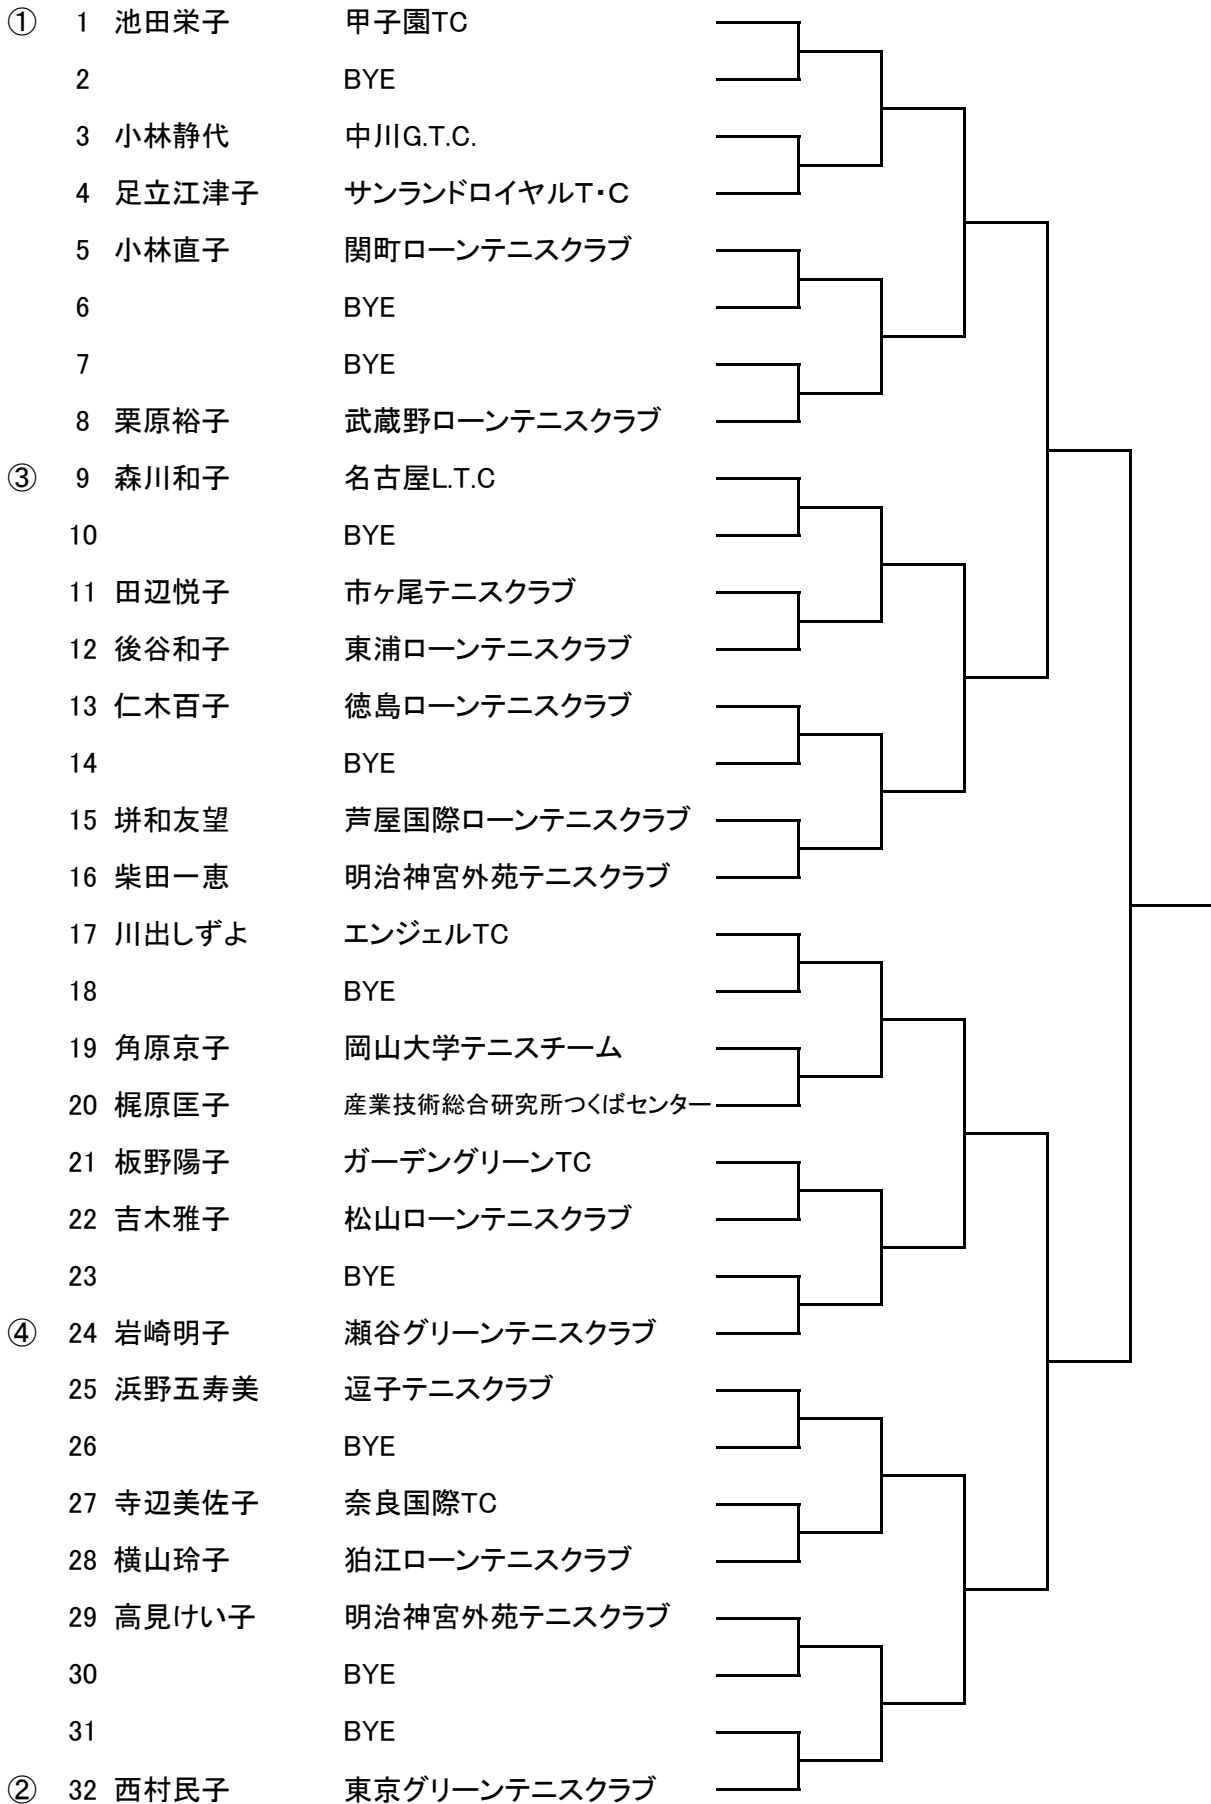 ① 1 池田栄子 甲子園TC
2 BYE
3 小林静代 中川G.T.C.
4 足立江津子 サンランドロイヤルT・C
5 小林直子 関町ローンテニスクラブ
6 BYE
7 BYE
8 栗原裕子 武蔵野ローンテニスクラブ
③ 9 森川和子 名古屋L.T.C
10 BYE
11 田辺悦子 市ヶ尾テニスクラブ
12 後谷和子 東浦ローンテニスクラブ
13 仁木百子 徳島ローンテニスクラブ
14 BYE
15 垪和友望 芦屋国際ローンテニスクラブ
16 柴田一恵 明治神宮外苑テニスクラブ
17 川出しずよ エンジェルTC
18 BYE
19 角原京子 岡山大学テニスチーム
20 梶原匡子 産業技術総合研究所つくばセンター
21 板野陽子 ガーデングリーンTC
22 吉木雅子 松山ローンテニスクラブ
23 BYE
④ 24 岩崎明子 瀬谷グリーンテニスクラブ
25 浜野五寿美 逗子テニスクラブ
26 BYE
27 寺辺美佐子 奈良国際TC
28 横山玲子 狛江ローンテニスクラブ
29 高見けい子 明治神宮外苑テニスクラブ
30 BYE
31 BYE
② 32 西村民子 東京グリーンテニスクラブ